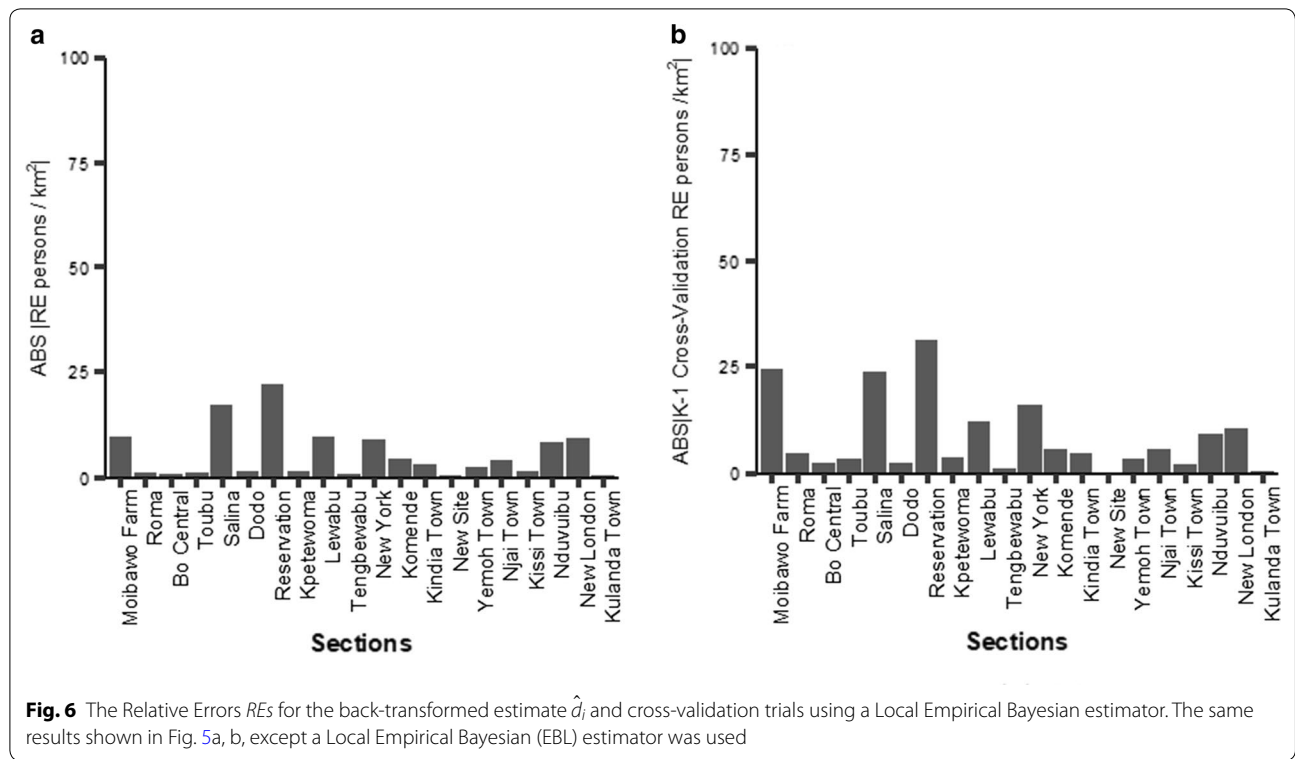 a
100
75
50
25
0
ABS |RE persons / km²|
Moibawo Farm
Roma
Bo Central
Toubu
Salina
Dodo
Reservation
Kpetewoma
Lewabu
Tengbewabu
New York
Komende
Kindia Town
New Site
Yemoh Town
Njai Town
Kissi Town
Nduvuibu
New London
Kulanda Town
Sections
b
100
75
50
25
0
ABS|K-1 Cross-Validation RE persons /km²|
Moibawo Farm
Roma
Bo Central
Toubu
Salina
Dodo
Reservation
Kpetewoma
Lewabu
Tengbewabu
New York
Komende
Kindia Town
New Site
Yemoh Town
Njai Town
Kissi Town
Nduvuibu
New London
Kulanda Town
Sections
Fig. 6 The Relative Errors REs for the back-transformed estimate d̂ᵢ and cross-validation trials using a Local Empirical Bayesian estimator. The same
results shown in Fig. 5a, b, except a Local Empirical Bayesian (EBL) estimator was used